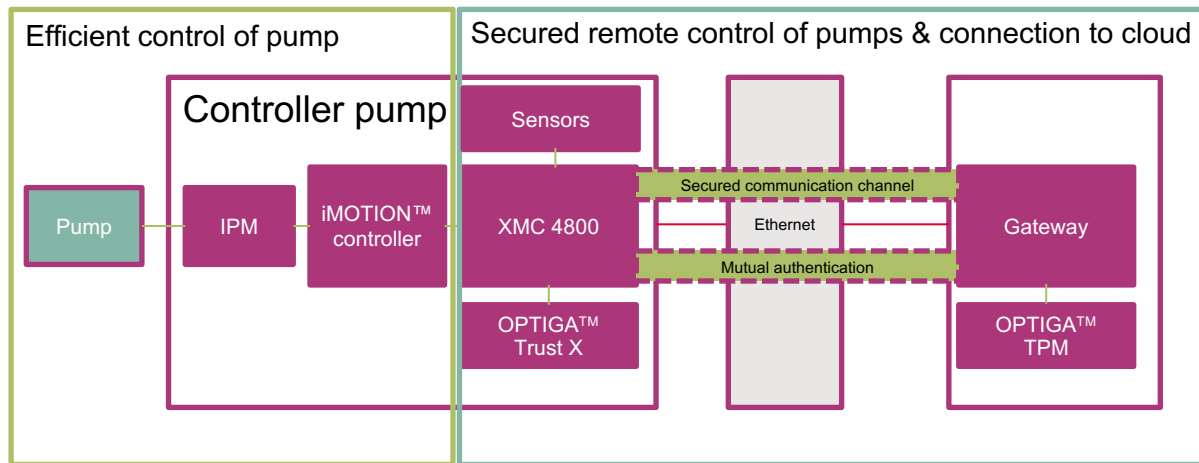 Efficient control of pump
Secured remote control of pumps & connection to cloud
Controller pump
Sensors
Pump
IPM
iMOTION™
controller
XMC 4800
Secured communication channel
Ethernet
Mutual authentication
Gateway
OPTIGA™
Trust X
OPTIGA™
TPM